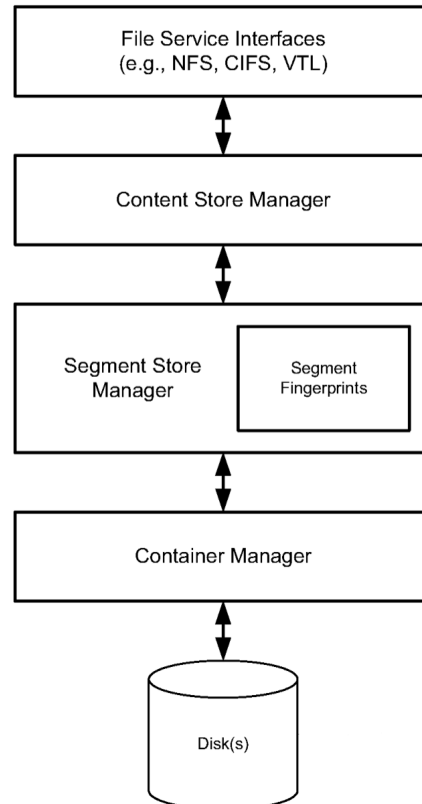 File Service Interfaces
(e.g., NFS, CIFS, VTL)
Content Store Manager
Segment Store
Manager
Segment
Fingerprints
Container Manager
Disk(s)